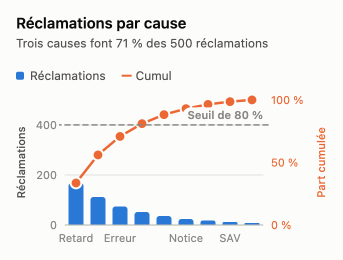 Réclamations par cause
Trois causes font 71 % des 500 réclamations
Réclamations
Cumul
100 %
Seuil de 80 %
400
50 %
200
0
0 %
Réclamations
Part cumulée
Retard
Erreur
Notice
SAV